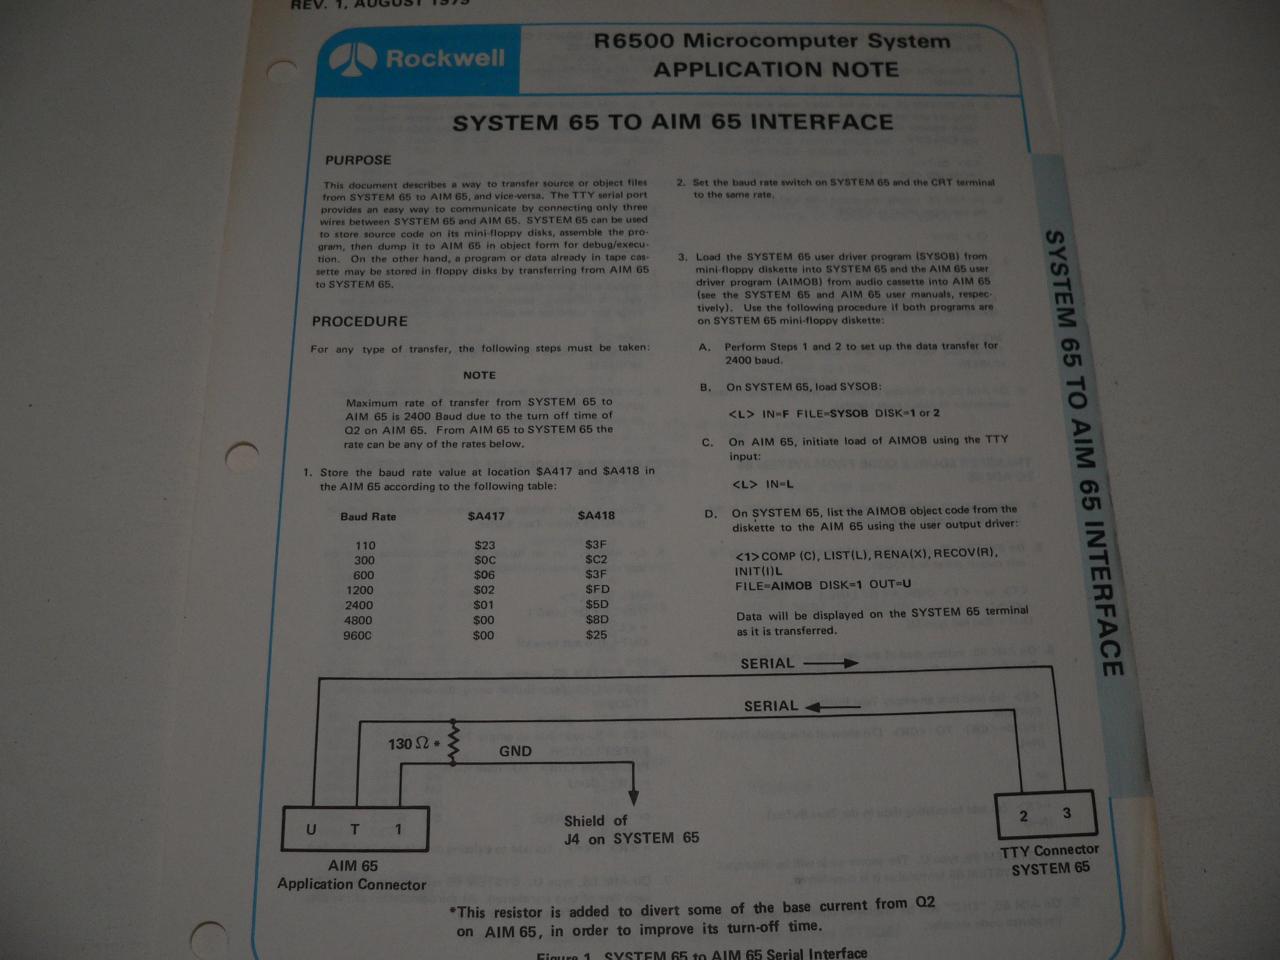 REV. 1, AUGUST 1979
Rockwell
R6500 Microcomputer System
APPLICATION NOTE
SYSTEM 65 TO AIM 65 INTERFACE
PURPOSE
This document describes a way to transfer source or object files
from SYSTEM 65 to AIM 65, and vice-versa. The TTY serial port
provides an easy way to communicate by connecting only three
wires between SYSTEM 65 and AIM 65. SYSTEM 65 can be used
to store source code on its mini-floppy disks, assemble the pro-
gram, then dump it to AIM 65 in object form for debug/execu-
tion. On the other hand, a program or data already in tape cas-
sette may be stored in floppy disks by transferring from AIM 65
to SYSTEM 65.
PROCEDURE
For any type of transfer, the following steps must be taken:
NOTE
Maximum rate of transfer from SYSTEM 65 to
AIM 65 is 2400 Baud due to the turn off time of
Q2 on AIM 65. From AIM 65 to SYSTEM 65 the
rate can be any of the rates below.
1. Store the baud rate value at location $A417 and $A418 in
the AIM 65 according to the following table:
Baud Rate $A417 $A418
110 $23 $3F
300 $0C $C2
600 $06 $3F
1200 $02 $FD
2400 $01 $5D
4800 $00 $8D
960C $00 $25
2. Set the baud rate switch on SYSTEM 65 and the CRT terminal
to the same rate.
3. Load the SYSTEM 65 user driver program (SYSOB) from
mini-floppy diskette into SYSTEM 65 and the AIM 65 user
driver program (AIMOB) from audio cassette into AIM 65
(see the SYSTEM 65 and AIM 65 user manuals, respec-
tively). Use the following procedure if both programs are
on SYSTEM 65 mini-floppy diskette:
A. Perform Steps 1 and 2 to set up the data transfer for
2400 baud.
B. On SYSTEM 65, load SYSOB:
<L> IN=F FILE=SYSOB DISK=1 or 2
C. On AIM 65, initiate load of AIMOB using the TTY
input:
<L> IN=L
D. On SYSTEM 65, list the AIMOB object code from the
diskette to the AIM 65 using the user output driver:
<1>COMP (C), LIST(L), RENA(X), RECOV(R),
INIT(I)L
FILE=AIMOB DISK=1 OUT=U
Data will be displayed on the SYSTEM 65 terminal
as it is transferred.
SYSTEM 65 TO AIM 65 INTERFACE
SERIAL
SERIAL
130 Ω *
GND
U T 1
Shield of
J4 on SYSTEM 65
2 3
AIM 65
Application Connector
TTY Connector
SYSTEM 65
*This resistor is added to divert some of the base current from Q2
on AIM 65, in order to improve its turn-off time.
Figure 1. SYSTEM 65 to AIM 65 Serial Interface